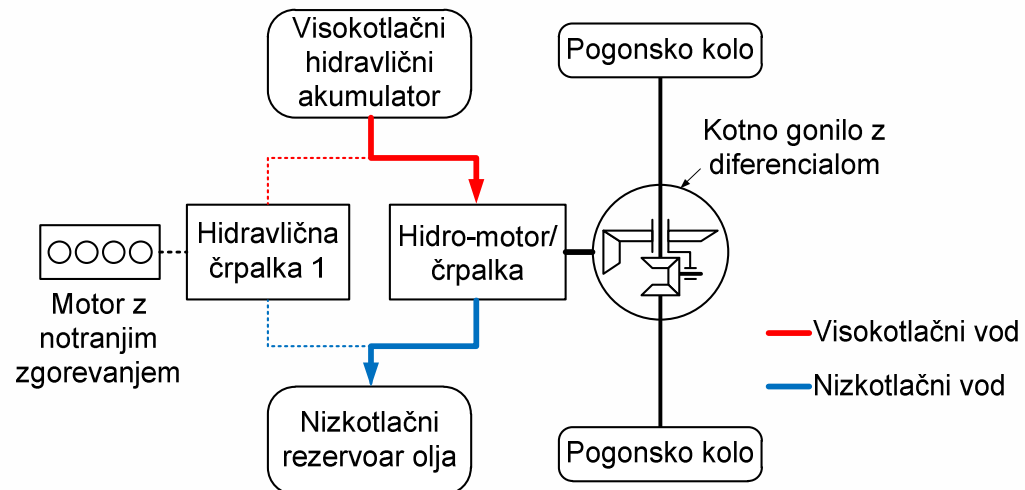 Visokotlačni
hidravlični
akumulator
Pogonsko kolo
Kotno gonilo z
diferencialom
Hidravlična
črpalka 1
Hidro-motor/
črpalka
Motor z
notranjim
zgorevanjem
Visokotlačni vod
Nizkotlačni vod
Nizkotlačni
rezervoar olja
Pogonsko kolo